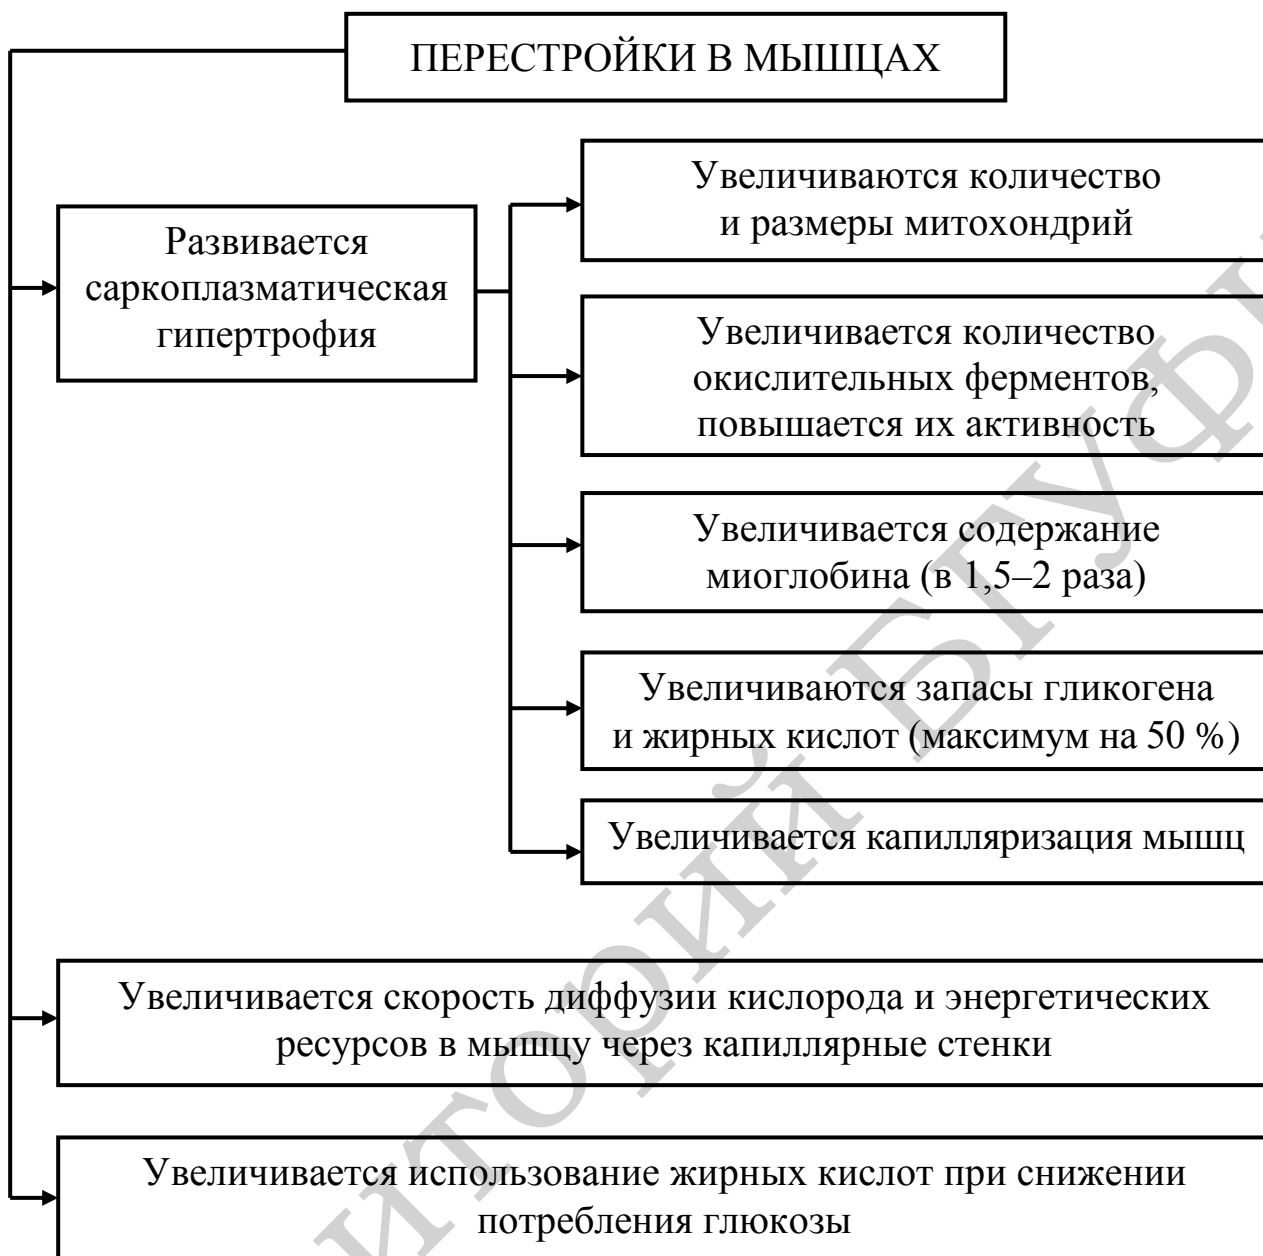 ПЕРЕСТРОЙКИ В МЫШЦАХ
Развивается
саркоплазматическая
гипертрофия
Увеличиваются количество
и размеры митохондрий
Увеличивается количество
окислительных ферментов,
повышается их активность
Увеличивается содержание
миоглобина (в 1,5–2 раза)
Увеличиваются запасы гликогена
и жирных кислот (максимум на 50 %)
Увеличивается капилляризация мышц
Увеличивается скорость диффузии кислорода и энергетических
ресурсов в мышцу через капиллярные стенки
Увеличивается использование жирных кислот при снижении
потребления глюкозы